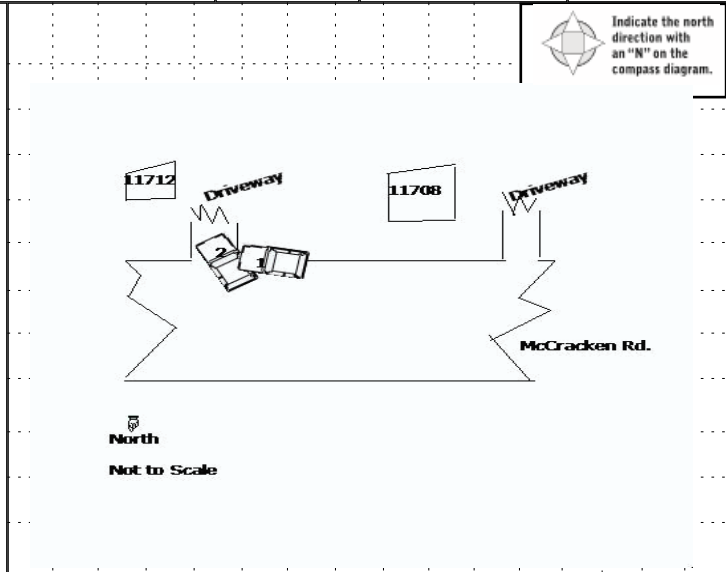 Indicate the north
direction with
an “N” on the
compass diagram.
11712
Driveway
11708
Driveway
2
1
McCracken Rd.
North
Not to Scale